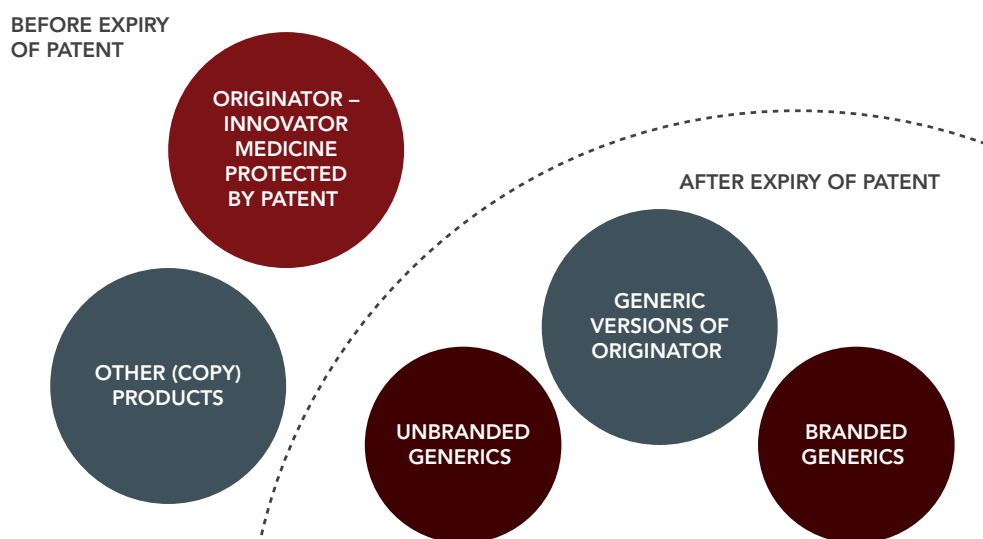 BEFORE EXPIRY
OF PATENT
ORIGINATOR –
INNOVATOR
MEDICINE
PROTECTED
BY PATENT
OTHER (COPY)
PRODUCTS
AFTER EXPIRY OF PATENT
GENERIC
VERSIONS OF
ORIGINATOR
UNBRANDED
GENERICS
BRANDED
GENERICS